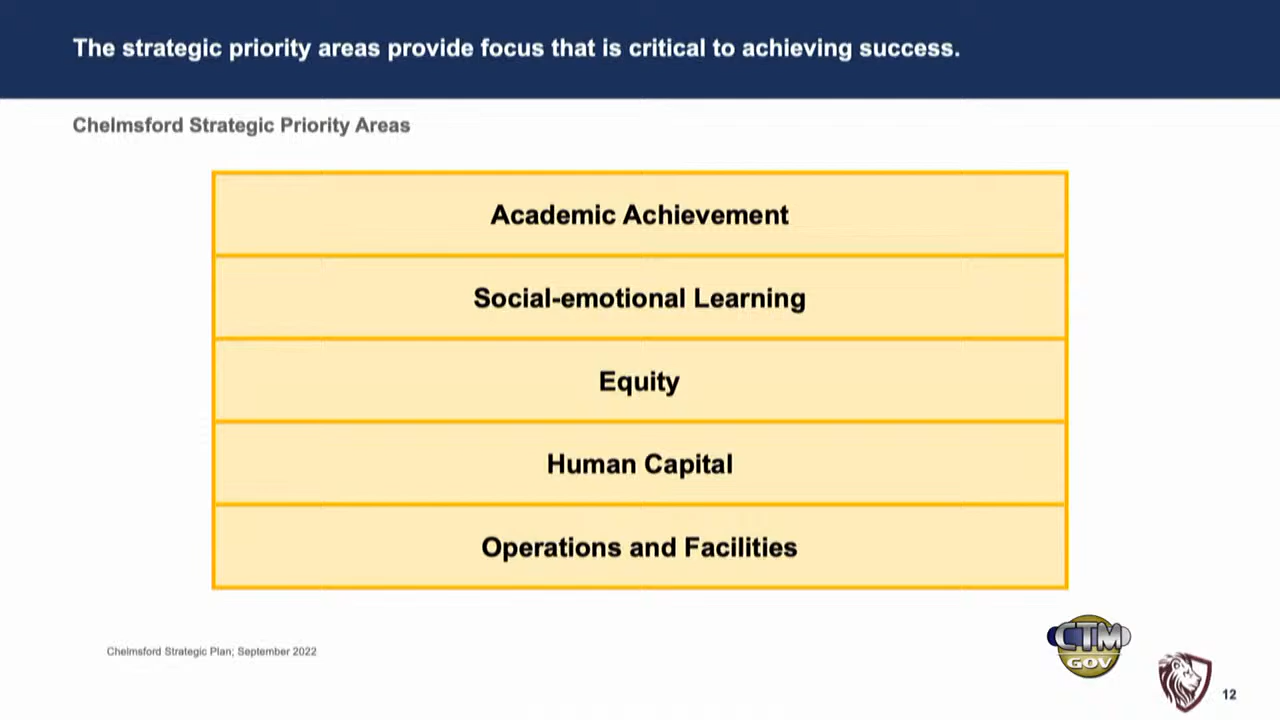 The strategic priority areas provide focus that is critical to achieving success.
Chelmsford Strategic Priority Areas
Academic Achievement
Social-emotional Learning
Equity
Human Capital
Operations and Facilities
Chelmsford Strategic Plan; September 2022
CTM
GOV
12